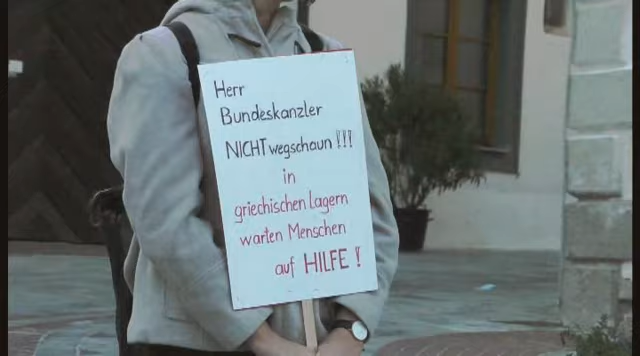 Herr
Bundeskanzler
NICHT wegschaun !!!
in
griechischen Lagern
warten Menschen
auf HILFE !